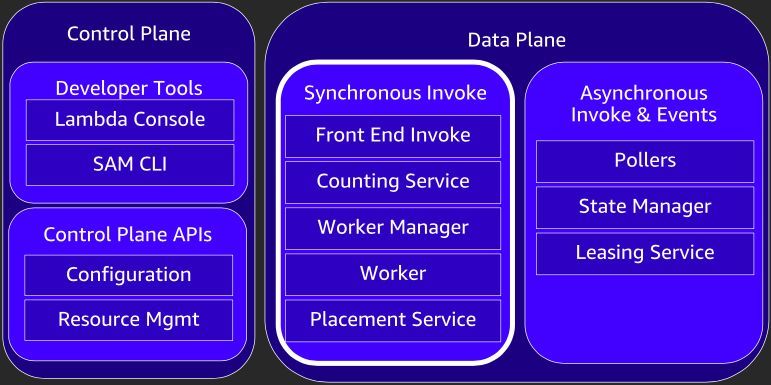 Control Plane
Developer Tools
Lambda Console
SAM CLI
Control Plane APIs
Configuration
Resource Mgmt
Data Plane
Synchronous Invoke
Front End Invoke
Counting Service
Worker Manager
Worker
Placement Service
Asynchronous
Invoke & Events
Pollers
State Manager
Leasing Service